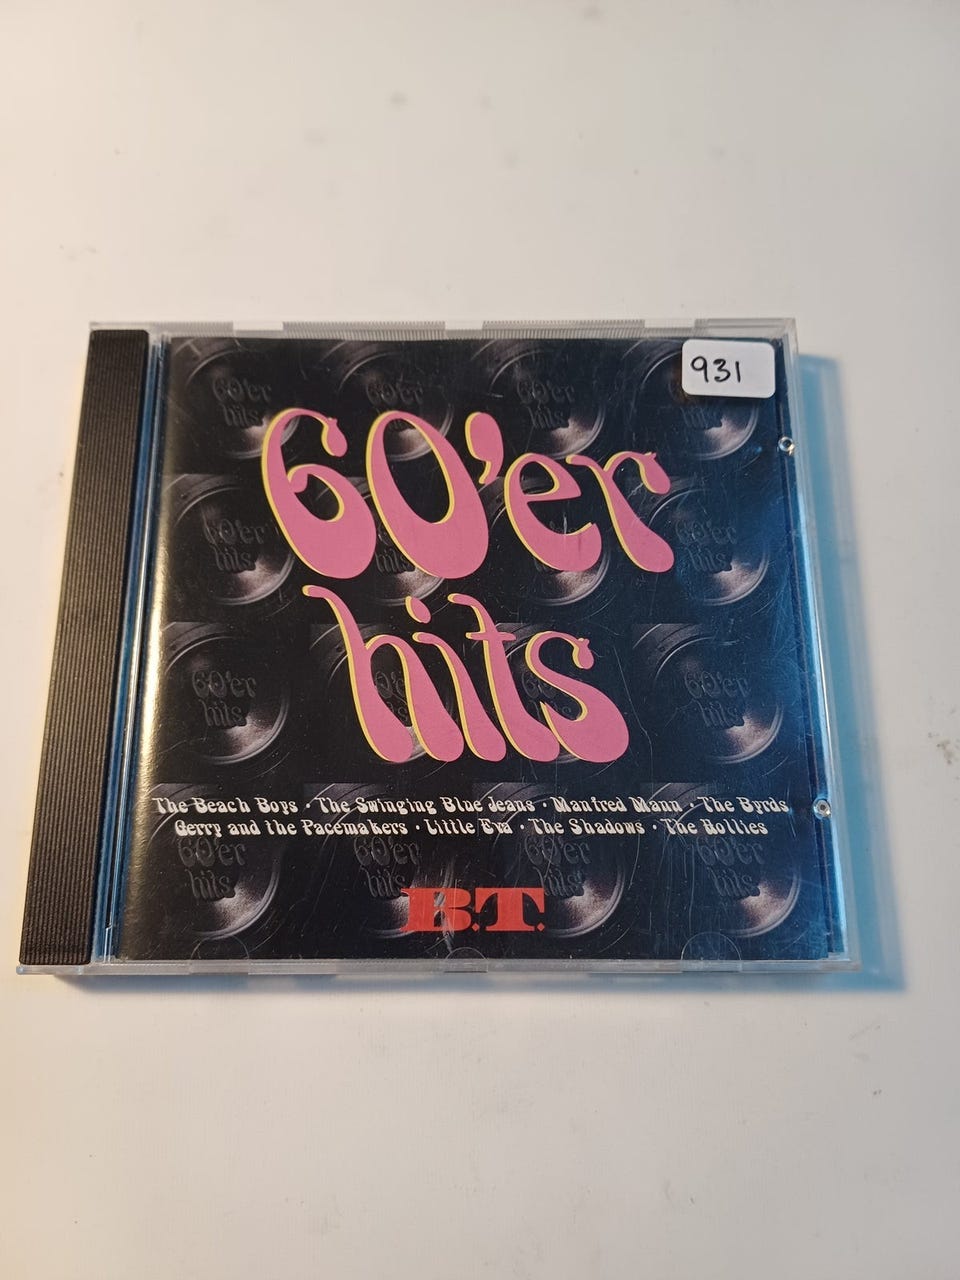 931
60'er
hits
The Beach Boys · The Swinging Blue Jeans · Manfred Mann · The Byrds
Gerry and the Pacemakers · Little Eva · The Shadows · The Hollies
B.T.